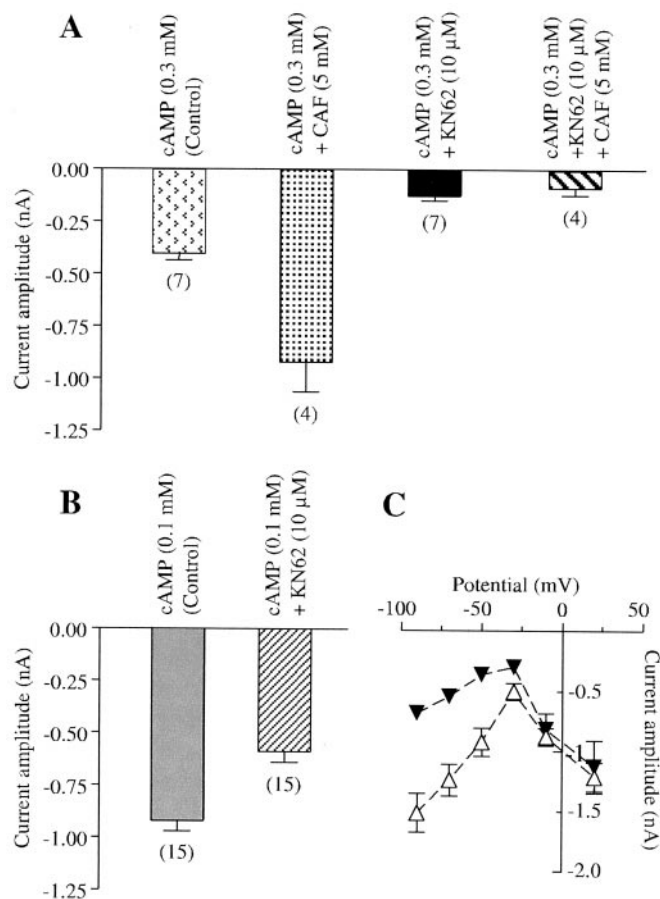 A
cAMP (0.3 mM)
(Control)
cAMP (0.3 mM)
+ CAF (5 mM)
cAMP (0.3 mM)
+ KN62 (10 µM)
cAMP (0.3 mM)
+KN62 (10 µM)
+ CAF (5 mM)
Current amplitude (nA)
0.00
-0.25
-0.50
-0.75
-1.00
-1.25
(7)
(4)
(7)
(4)
B
cAMP (0.1 mM)
(Control)
cAMP (0.1 mM)
+ KN62 (10 µM)
Current amplitude (nA)
0.00
-0.25
-0.50
-0.75
-1.00
-1.25
(15)
(15)
C
Potential (mV)
-100
-50
0
50
Current amplitude (nA)
-0.5
-1
-1.5
-2.0